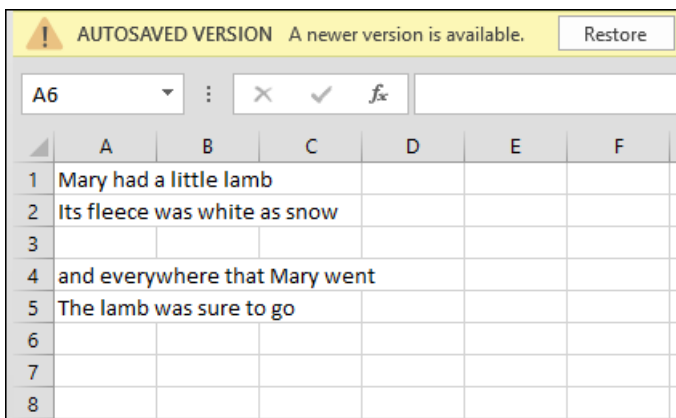 AUTOSAVED VERSION A newer version is available. Restore
A6 fx
A B C D E F
1 Mary had a little lamb
2 Its fleece was white as snow
3
4 and everywhere that Mary went
5 The lamb was sure to go
6
7
8